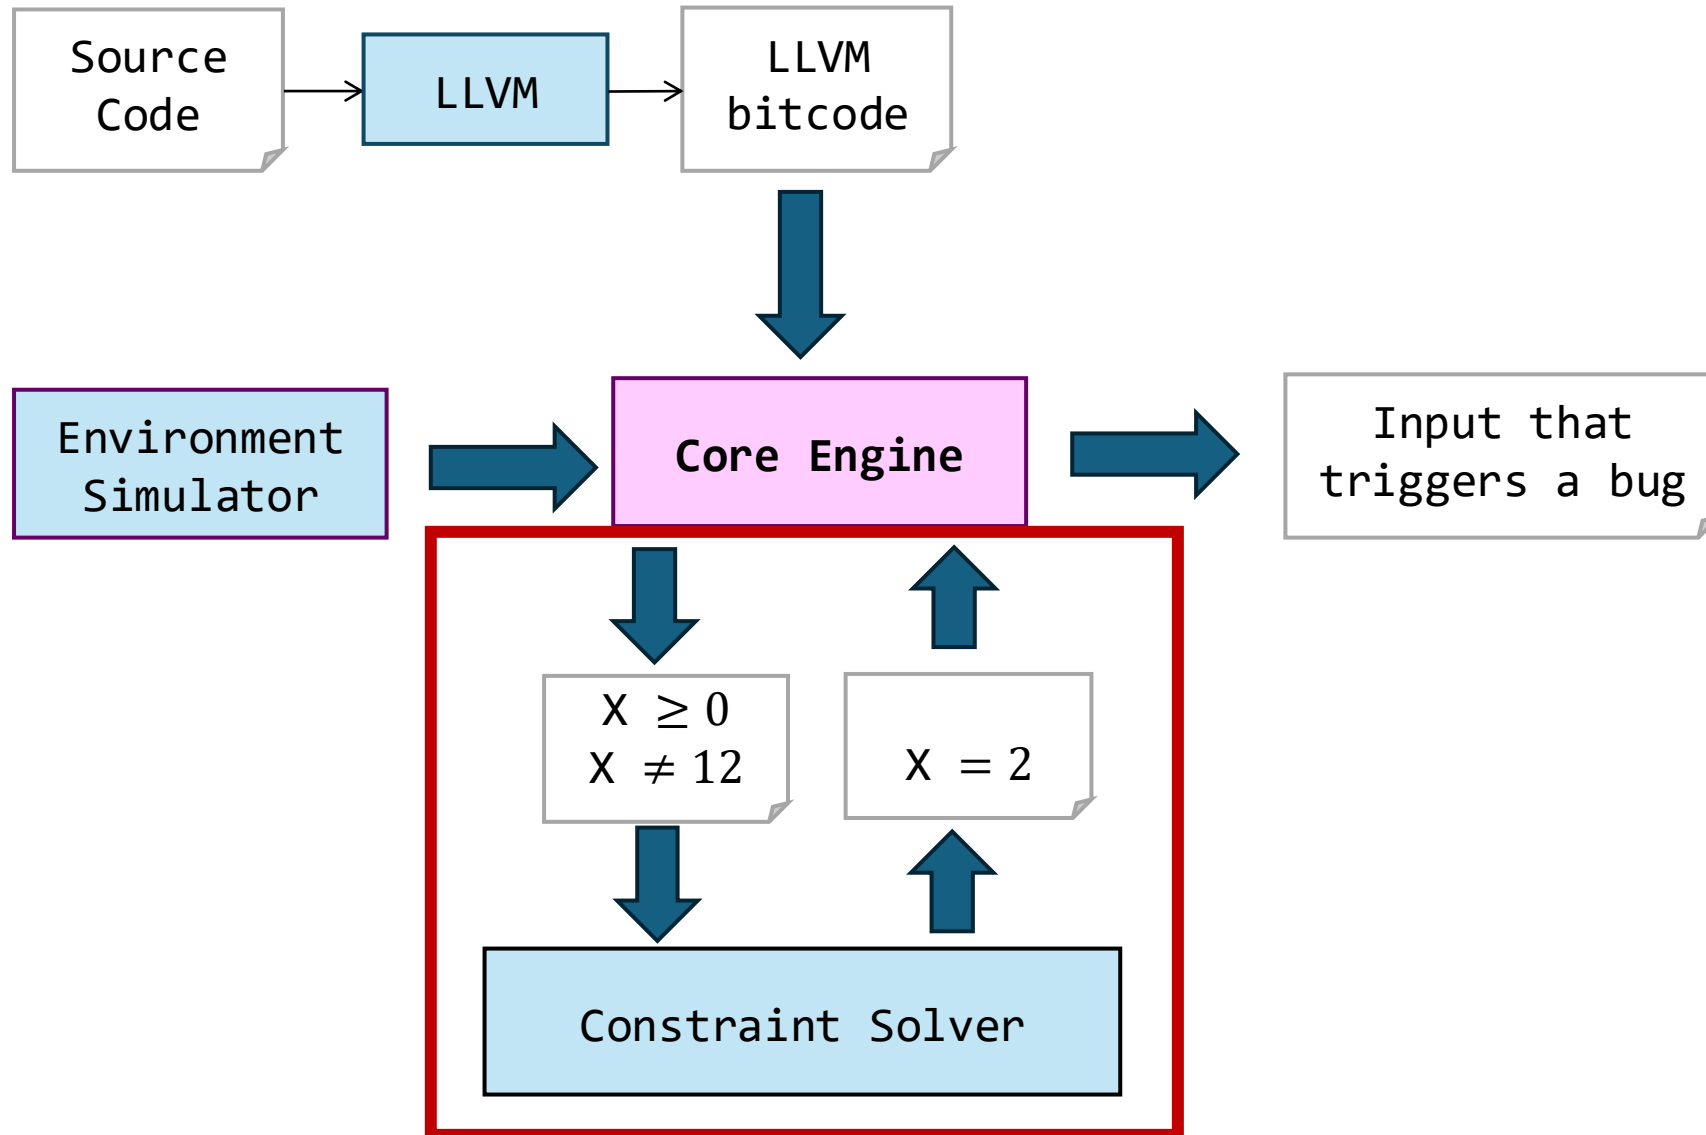 Source
Code
LLVM
LLVM
bitcode
Environment
Simulator
Core Engine
Input that
triggers a bug
X ≥ 0
X ≠ 12
X = 2
Constraint Solver